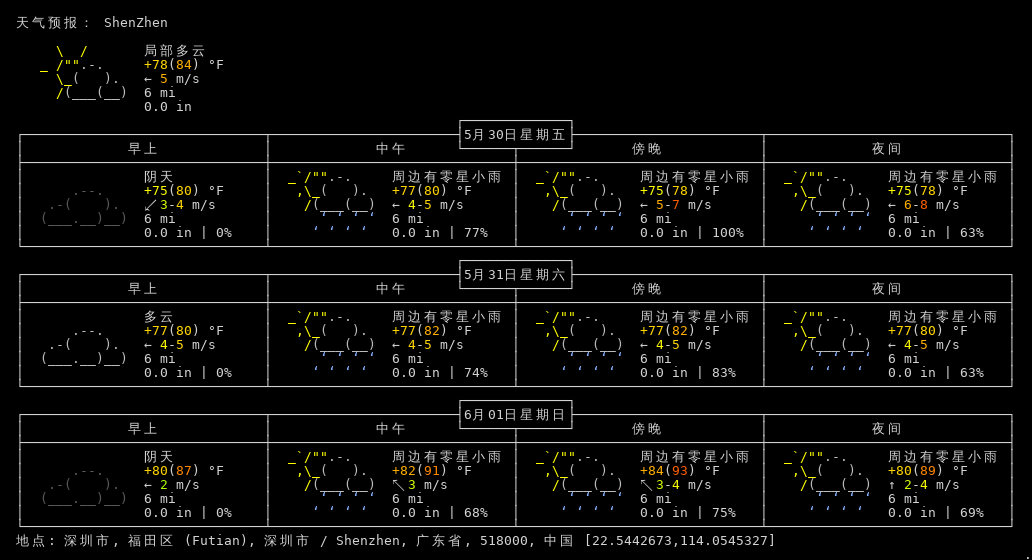 天气预报： ShenZhen
局部多云
+78(84) °F
← 5 m/s
6 mi
0.0 in
5月30日星期五
早上 中午 傍晚 夜间
阴天 周边有零星小雨 周边有零星小雨 周边有零星小雨
+75(80) °F +77(80) °F +75(78) °F +75(78) °F
↙ 3-4 m/s ← 4-5 m/s ← 5-7 m/s ← 6-8 m/s
6 mi 6 mi 6 mi 6 mi
0.0 in | 0% 0.0 in | 77% 0.0 in | 100% 0.0 in | 63%
5月31日星期六
早上 中午 傍晚 夜间
多云 周边有零星小雨 周边有零星小雨 周边有零星小雨
+77(80) °F +77(82) °F +77(82) °F +77(80) °F
← 4-5 m/s ← 4-5 m/s ← 4-5 m/s ← 4-5 m/s
6 mi 6 mi 6 mi 6 mi
0.0 in | 0% 0.0 in | 74% 0.0 in | 83% 0.0 in | 63%
6月01日星期日
早上 中午 傍晚 夜间
阴天 周边有零星小雨 周边有零星小雨 周边有零星小雨
+80(87) °F +82(91) °F +84(93) °F +80(89) °F
← 2 m/s ↖ 3 m/s ↖ 3-4 m/s ↑ 2-4 m/s
6 mi 6 mi 6 mi 6 mi
0.0 in | 0% 0.0 in | 68% 0.0 in | 75% 0.0 in | 69%
地点: 深圳市, 福田区 (Futian), 深圳市 / Shenzhen, 广东省, 518000, 中国 [22.5442673,114.0545327]